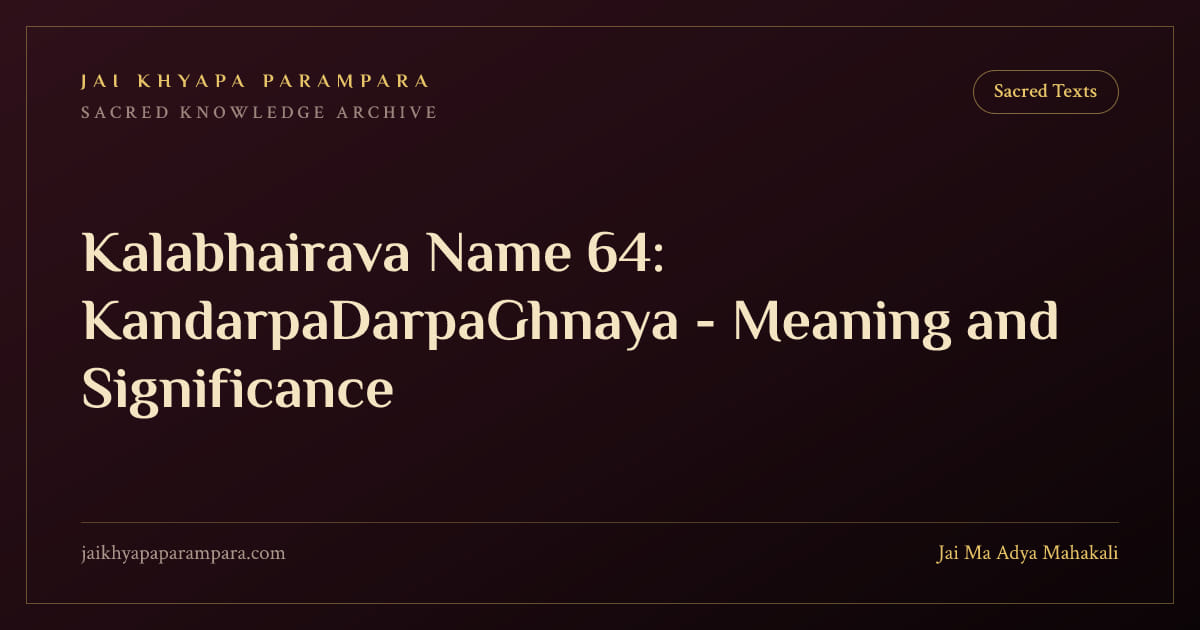 JAI KHYAPA PARAMPARA
SACRED KNOWLEDGE ARCHIVE
Sacred Texts
Kalabhairava Name 64:
KandarpaDarpaGhnaya - Meaning and
Significance
jaikhyapaparampara.com
Jai Ma Adya Mahakali